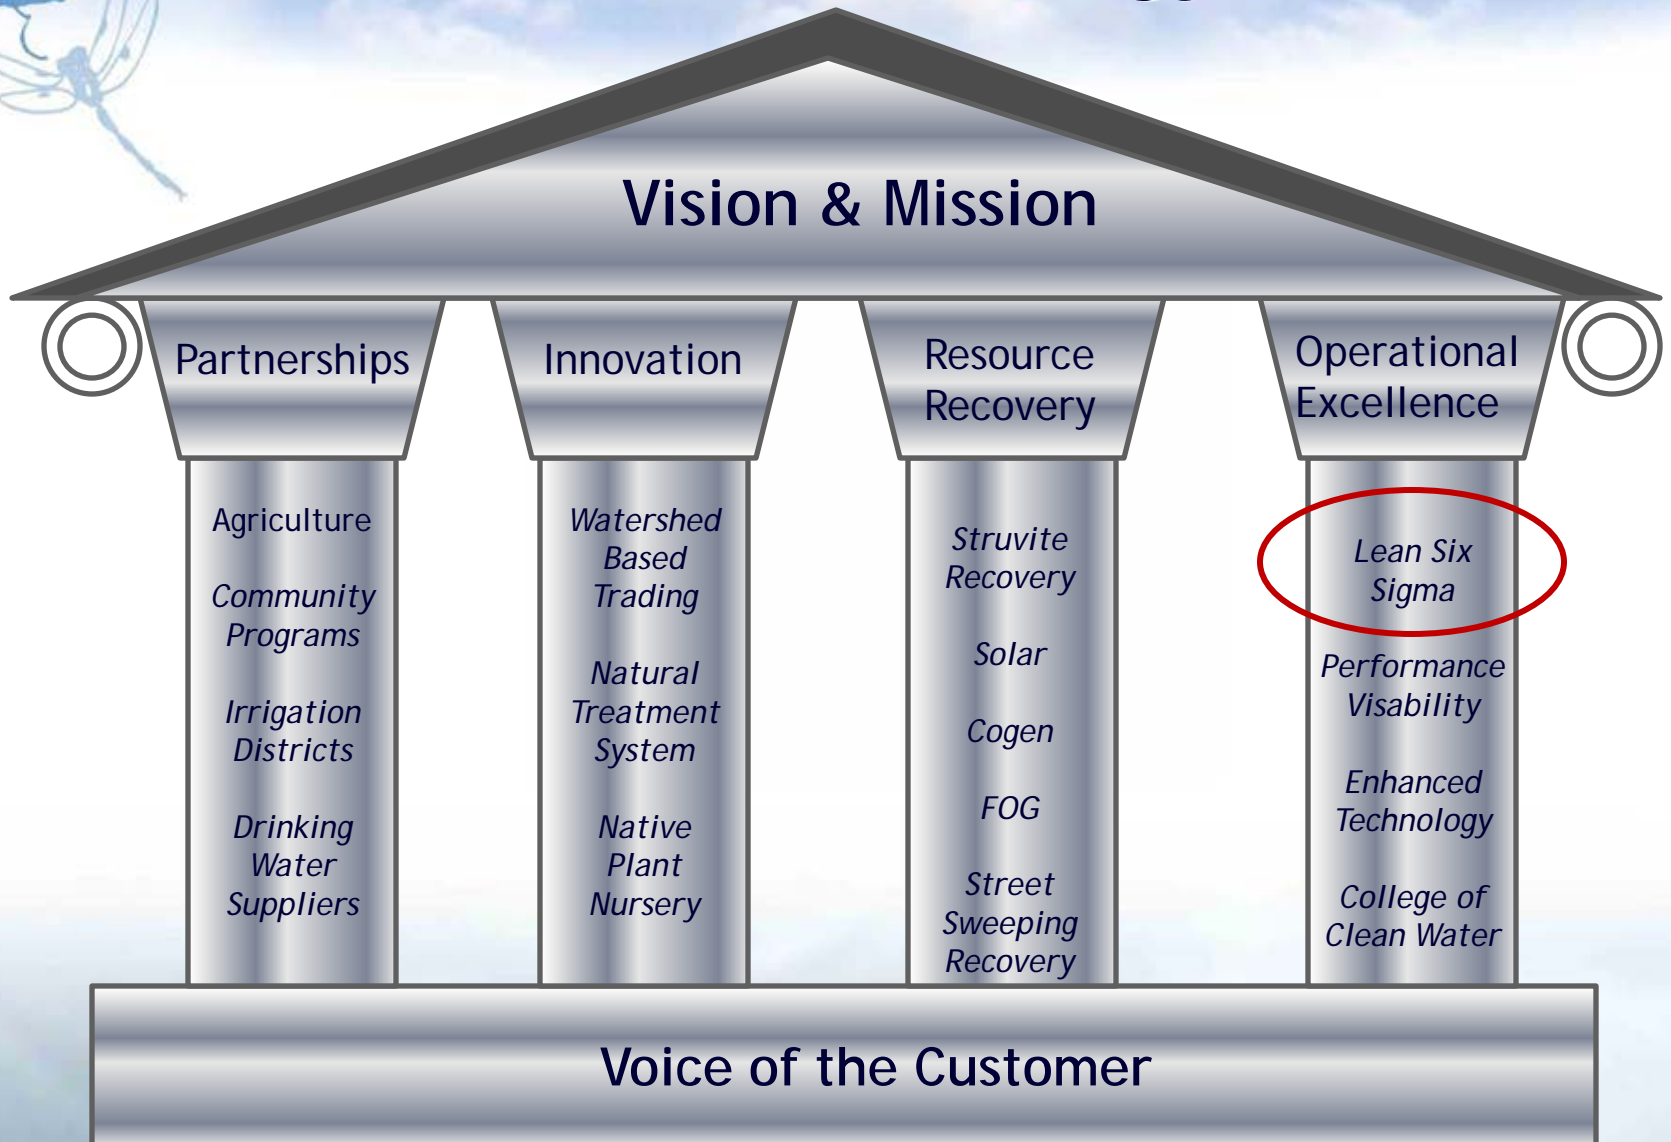 Vision & Mission
Partnerships
Innovation
Resource
Recovery
Operational
Excellence
Agriculture
Community
Programs
Irrigation
Districts
Drinking
Water
Suppliers
Watershed
Based
Trading
Natural
Treatment
System
Native
Plant
Nursery
Struvite
Recovery
Solar
Cogen
FOG
Street
Sweeping
Recovery
Lean Six
Sigma
Performance
Visability
Enhanced
Technology
College of
Clean Water
Voice of the Customer